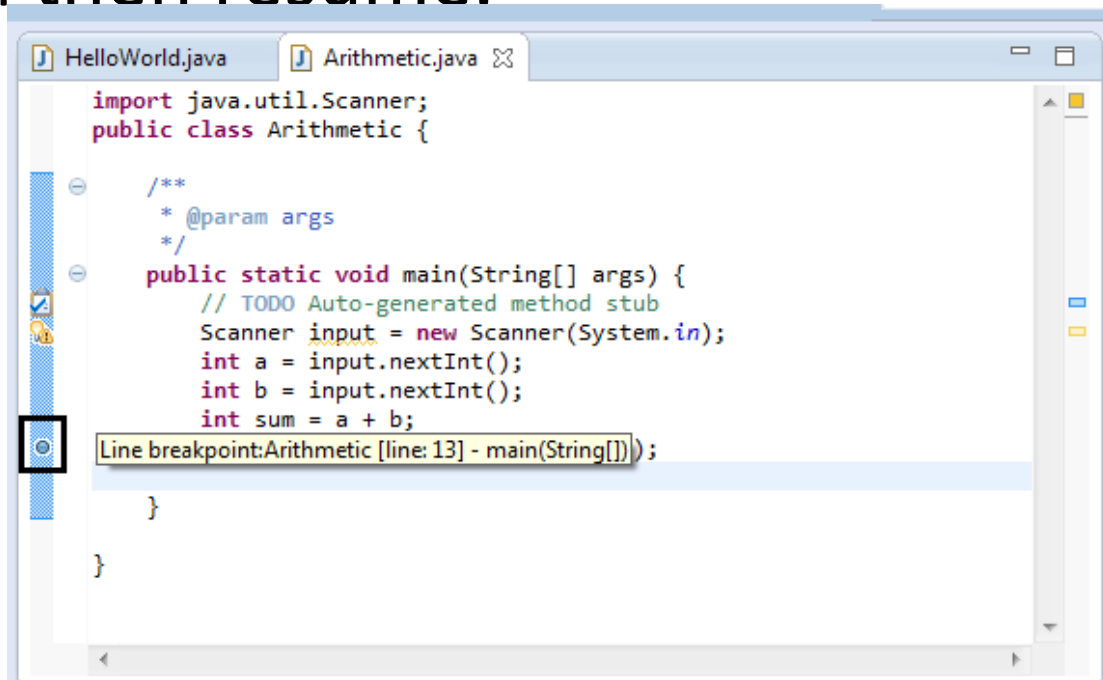 then resume.
HelloWorld.java Arithmetic.java
import java.util.Scanner;
public class Arithmetic {
/**
* @param args
*/
public static void main(String[] args) {
// TODO Auto-generated method stub
Scanner input = new Scanner(System.in);
int a = input.nextInt();
int b = input.nextInt();
int sum = a + b;
Line breakpoint:Arithmetic [line: 13] - main(String[]) );
}
}